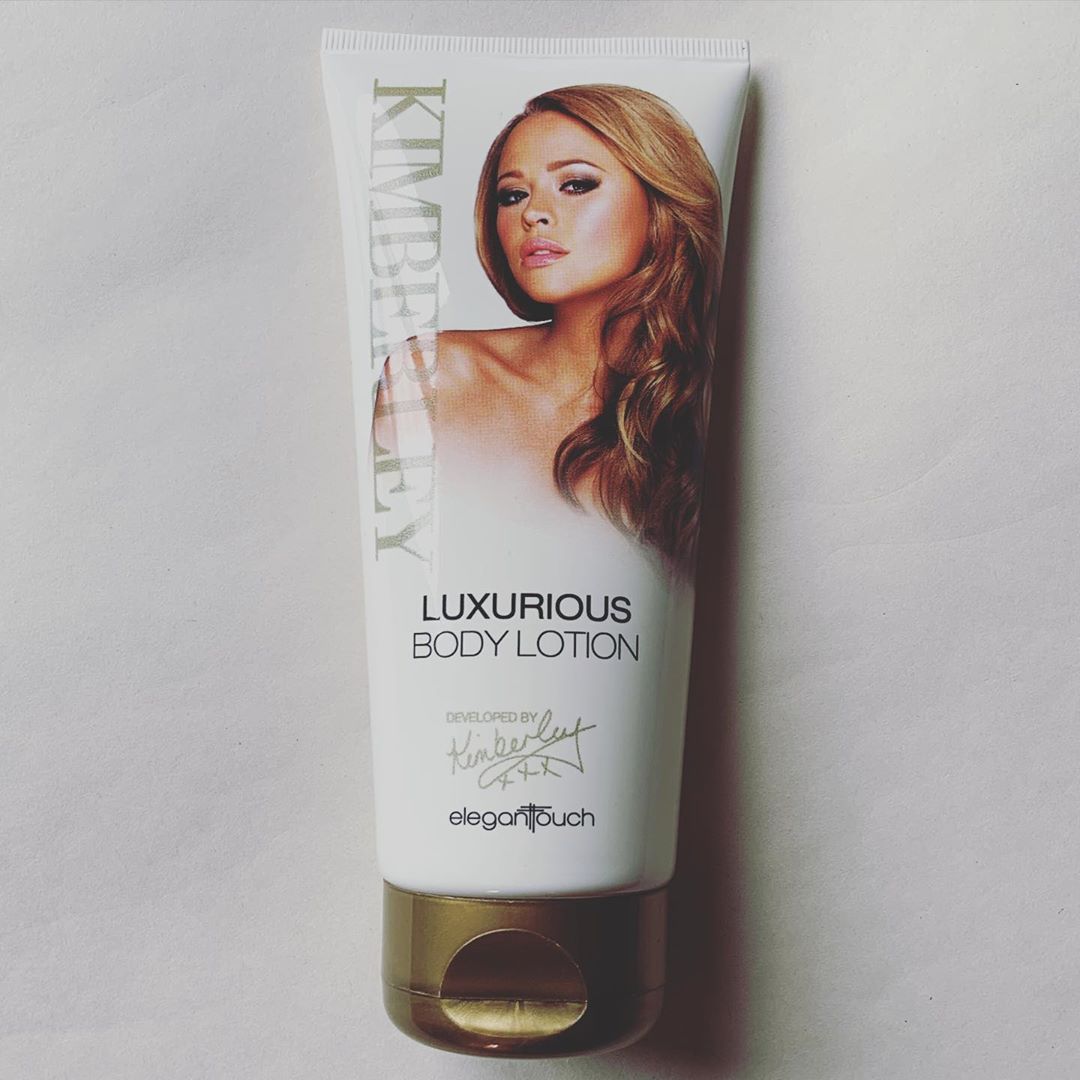 KIMBERLEY
LUXURIOUS
BODY LOTION
DEVELOPED BY
Kimberley
xxx
eleganttouch